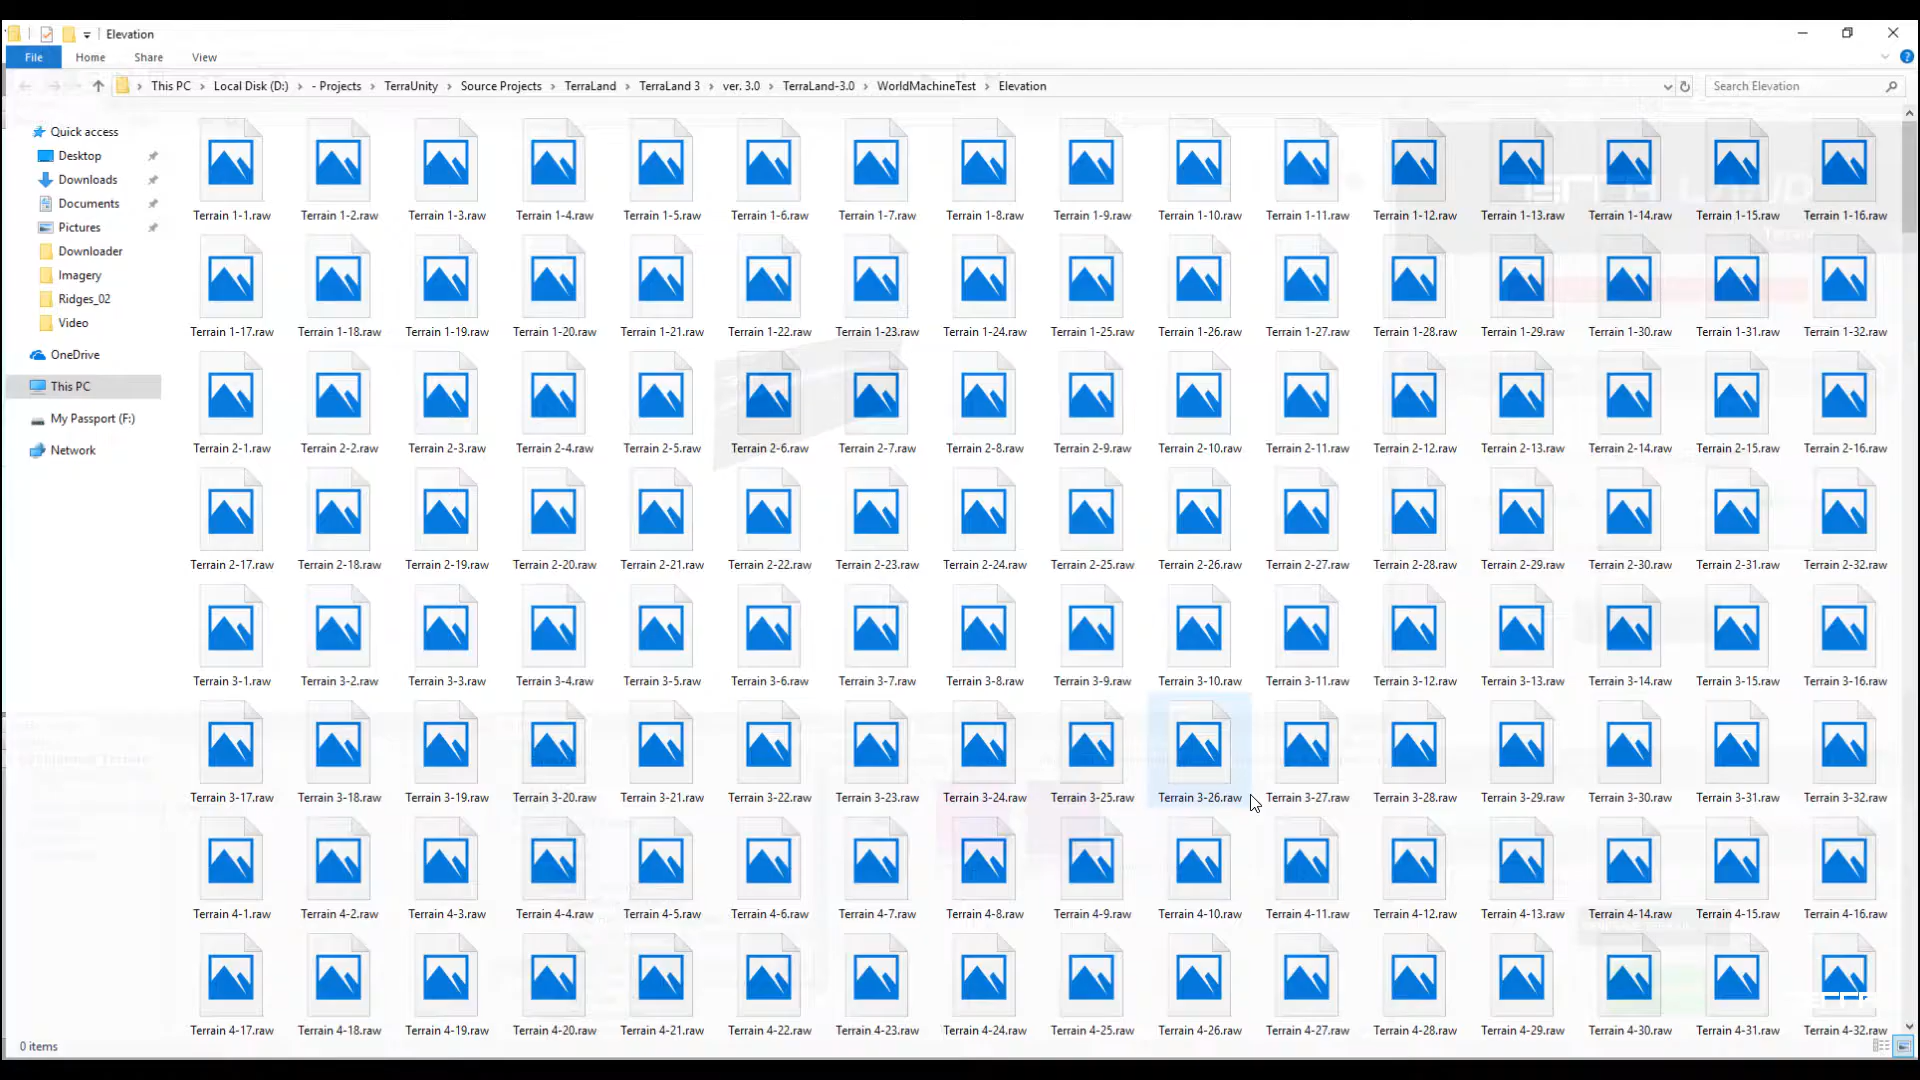 Elevation
File Home Share View
This PC Local Disk (D:) - Projects TerraUnity Source Projects TerraLand TerraLand 3 ver. 3.0 TerraLand-3.0 WorldMachineTest Elevation Search Elevation
Quick access
Desktop
Downloads
Documents
Pictures
Downloader
Imagery
Ridges_02
Video
OneDrive
This PC
My Passport (F:)
Network
Terrain 1-1.raw Terrain 1-2.raw Terrain 1-3.raw Terrain 1-4.raw Terrain 1-5.raw Terrain 1-6.raw Terrain 1-7.raw Terrain 1-8.raw Terrain 1-9.raw Terrain 1-10.raw Terrain 1-11.raw Terrain 1-12.raw Terrain 1-13.raw Terrain 1-14.raw Terrain 1-15.raw Terrain 1-16.raw
Terrain 1-17.raw Terrain 1-18.raw Terrain 1-19.raw Terrain 1-20.raw Terrain 1-21.raw Terrain 1-22.raw Terrain 1-23.raw Terrain 1-24.raw Terrain 1-25.raw Terrain 1-26.raw Terrain 1-27.raw Terrain 1-28.raw Terrain 1-29.raw Terrain 1-30.raw Terrain 1-31.raw Terrain 1-32.raw
Terrain 2-1.raw Terrain 2-2.raw Terrain 2-3.raw Terrain 2-4.raw Terrain 2-5.raw Terrain 2-6.raw Terrain 2-7.raw Terrain 2-8.raw Terrain 2-9.raw Terrain 2-10.raw Terrain 2-11.raw Terrain 2-12.raw Terrain 2-13.raw Terrain 2-14.raw Terrain 2-15.raw Terrain 2-16.raw
Terrain 2-17.raw Terrain 2-18.raw Terrain 2-19.raw Terrain 2-20.raw Terrain 2-21.raw Terrain 2-22.raw Terrain 2-23.raw Terrain 2-24.raw Terrain 2-25.raw Terrain 2-26.raw Terrain 2-27.raw Terrain 2-28.raw Terrain 2-29.raw Terrain 2-30.raw Terrain 2-31.raw Terrain 2-32.raw
Terrain 3-1.raw Terrain 3-2.raw Terrain 3-3.raw Terrain 3-4.raw Terrain 3-5.raw Terrain 3-6.raw Terrain 3-7.raw Terrain 3-8.raw Terrain 3-9.raw Terrain 3-10.raw Terrain 3-11.raw Terrain 3-12.raw Terrain 3-13.raw Terrain 3-14.raw Terrain 3-15.raw Terrain 3-16.raw
Terrain 3-17.raw Terrain 3-18.raw Terrain 3-19.raw Terrain 3-20.raw Terrain 3-21.raw Terrain 3-22.raw Terrain 3-23.raw Terrain 3-24.raw Terrain 3-25.raw Terrain 3-26.raw Terrain 3-27.raw Terrain 3-28.raw Terrain 3-29.raw Terrain 3-30.raw Terrain 3-31.raw Terrain 3-32.raw
Terrain 4-1.raw Terrain 4-2.raw Terrain 4-3.raw Terrain 4-4.raw Terrain 4-5.raw Terrain 4-6.raw Terrain 4-7.raw Terrain 4-8.raw Terrain 4-9.raw Terrain 4-10.raw Terrain 4-11.raw Terrain 4-12.raw Terrain 4-13.raw Terrain 4-14.raw Terrain 4-15.raw Terrain 4-16.raw
Terrain 4-17.raw Terrain 4-18.raw Terrain 4-19.raw Terrain 4-20.raw Terrain 4-21.raw Terrain 4-22.raw Terrain 4-23.raw Terrain 4-24.raw Terrain 4-25.raw Terrain 4-26.raw Terrain 4-27.raw Terrain 4-28.raw Terrain 4-29.raw Terrain 4-30.raw Terrain 4-31.raw Terrain 4-32.raw
0 items